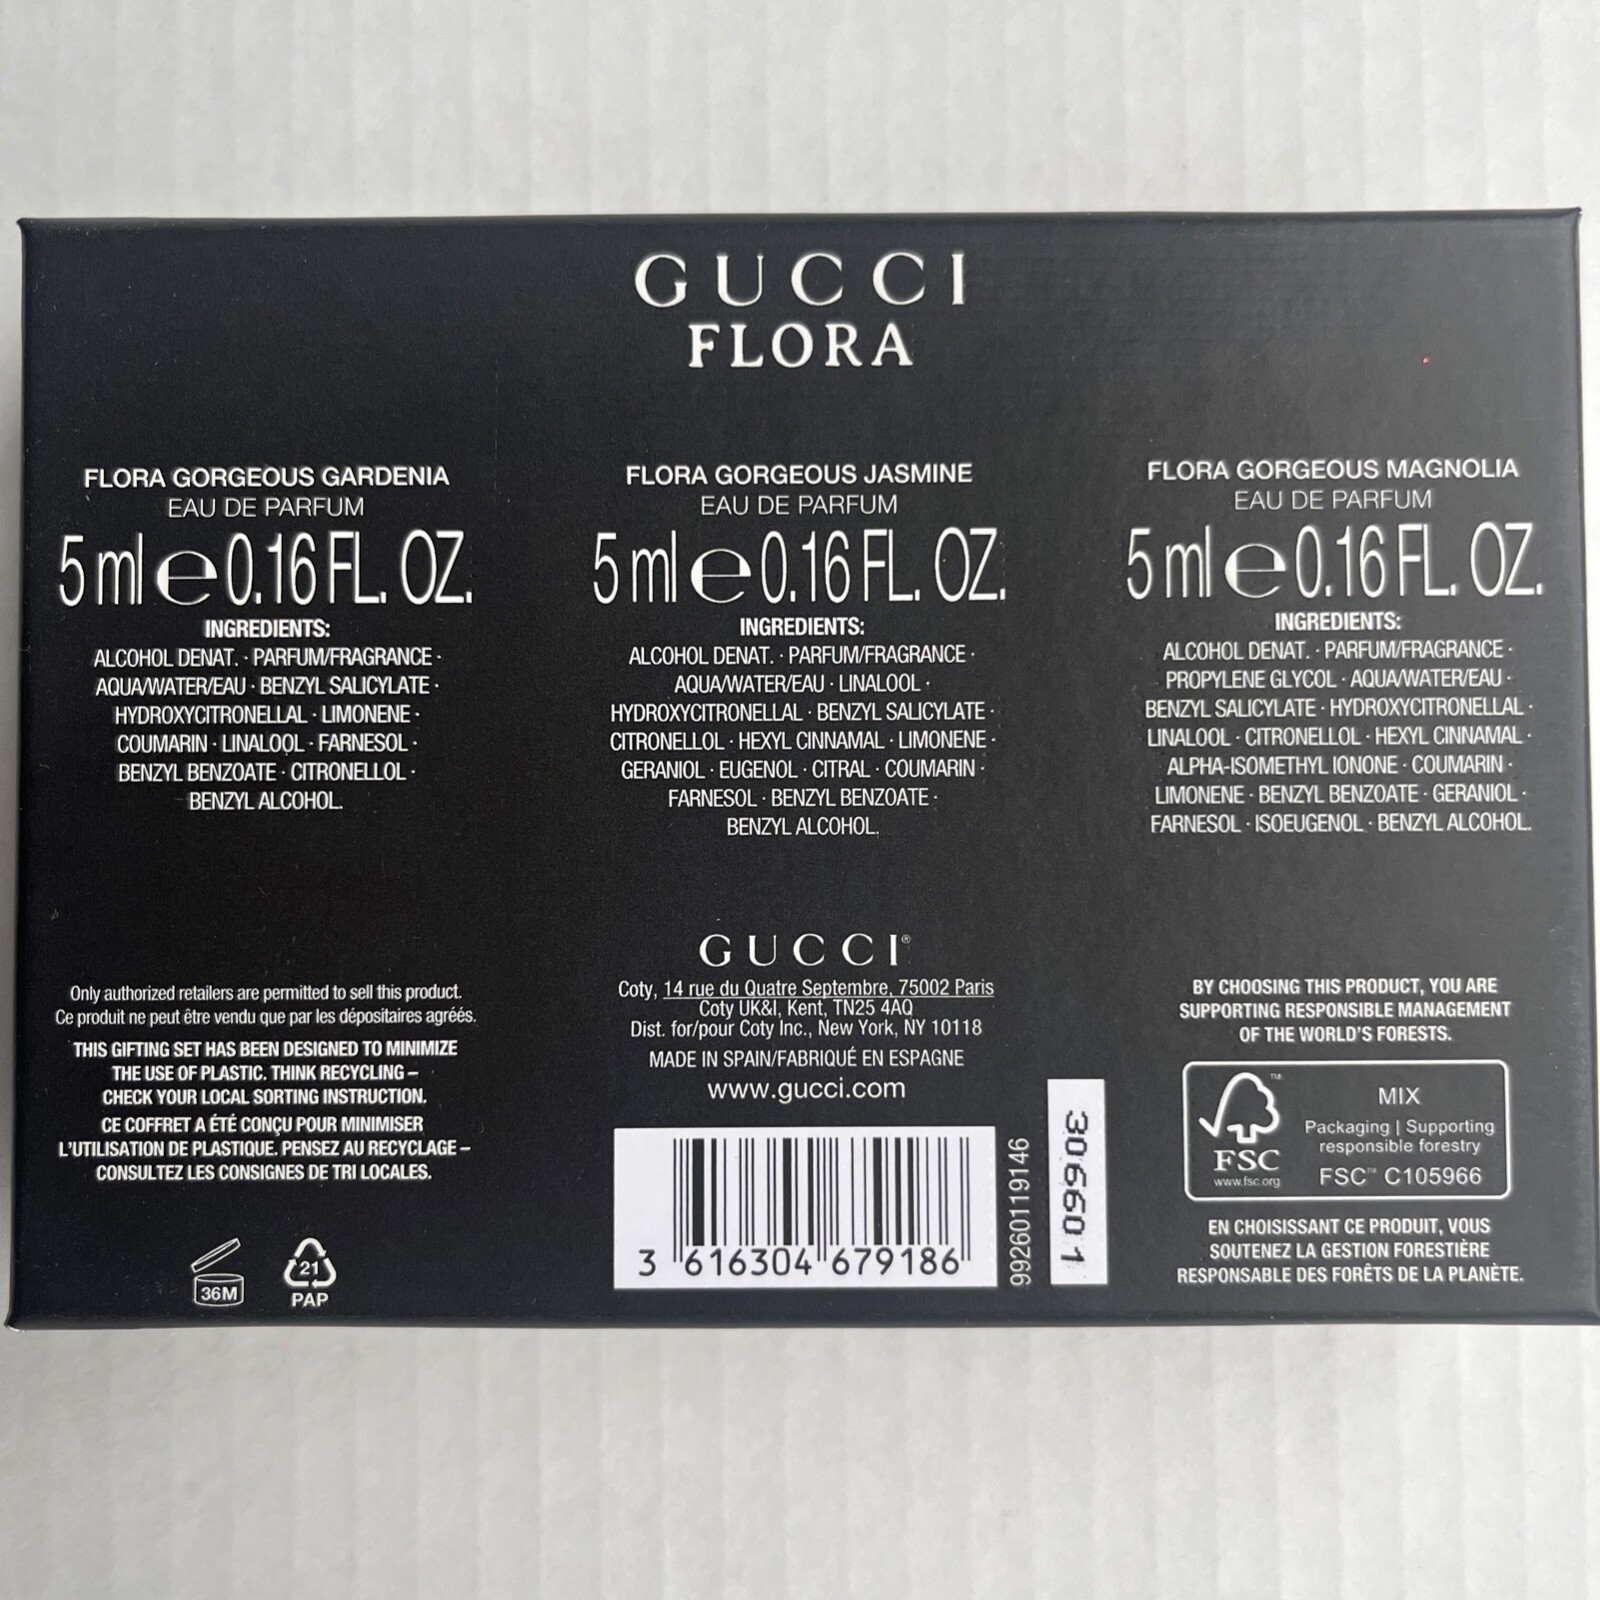 GUCCI
FLORA
FLORA GORGEOUS GARDENIA
EAU DE PARFUM
5 ml e 0.16 FL. OZ.
INGREDIENTS:
ALCOHOL DENAT. · PARFUM/FRAGRANCE ·
AQUA/WATER/EAU · BENZYL SALICYLATE ·
HYDROXYCITRONELLAL · LIMONENE ·
COUMARIN · LINALOOL · FARNESOL ·
BENZYL BENZOATE · CITRONELLOL ·
BENZYL ALCOHOL.
FLORA GORGEOUS JASMINE
EAU DE PARFUM
5 ml e 0.16 FL. OZ.
INGREDIENTS:
ALCOHOL DENAT. · PARFUM/FRAGRANCE ·
AQUA/WATER/EAU · LINALOOL ·
HYDROXYCITRONELLAL · BENZYL SALICYLATE ·
CITRONELLOL · HEXYL CINNAMAL · LIMONENE ·
GERANIOL · EUGENOL · CITRAL · COUMARIN ·
FARNESOL · BENZYL BENZOATE ·
BENZYL ALCOHOL.
FLORA GORGEOUS MAGNOLIA
EAU DE PARFUM
5 ml e 0.16 FL. OZ.
INGREDIENTS:
ALCOHOL DENAT. · PARFUM/FRAGRANCE ·
PROPYLENE GLYCOL · AQUA/WATER/EAU ·
BENZYL SALICYLATE · HYDROXYCITRONELLAL ·
LINALOOL · CITRONELLOL · HEXYL CINNAMAL ·
ALPHA-ISOMETHYL IONONE · COUMARIN ·
LIMONENE · BENZYL BENZOATE · GERANIOL ·
FARNESOL · ISOEUGENOL · BENZYL ALCOHOL.
Only authorized retailers are permitted to sell this product.
Ce produit ne peut être vendu que par les dépositaires agréés.
THIS GIFTING SET HAS BEEN DESIGNED TO MINIMIZE
THE USE OF PLASTIC. THINK RECYCLING –
CHECK YOUR LOCAL SORTING INSTRUCTION.
CE COFFRET A ÉTÉ CONÇU POUR MINIMISER
L'UTILISATION DE PLASTIQUE. PENSEZ AU RECYCLAGE –
CONSULTEZ LES CONSIGNES DE TRI LOCALES.
36M
21
PAP
GUCCI®
Coty, 14 rue du Quatre Septembre, 75002 Paris
Coty UK&I, Kent, TN25 4AQ
Dist. for/pour Coty Inc., New York, NY 10118
MADE IN SPAIN/FABRIQUÉ EN ESPAGNE
www.gucci.com
3 616304 679186
99260119146
306601
BY CHOOSING THIS PRODUCT, YOU ARE
SUPPORTING RESPONSIBLE MANAGEMENT
OF THE WORLD'S FORESTS.
™
FSC
www.fsc.org
MIX
Packaging | Supporting
responsible forestry
FSC™ C105966
EN CHOISISSANT CE PRODUIT, VOUS
SOUTENEZ LA GESTION FORESTIÈRE
RESPONSABLE DES FORÊTS DE LA PLANÈTE.